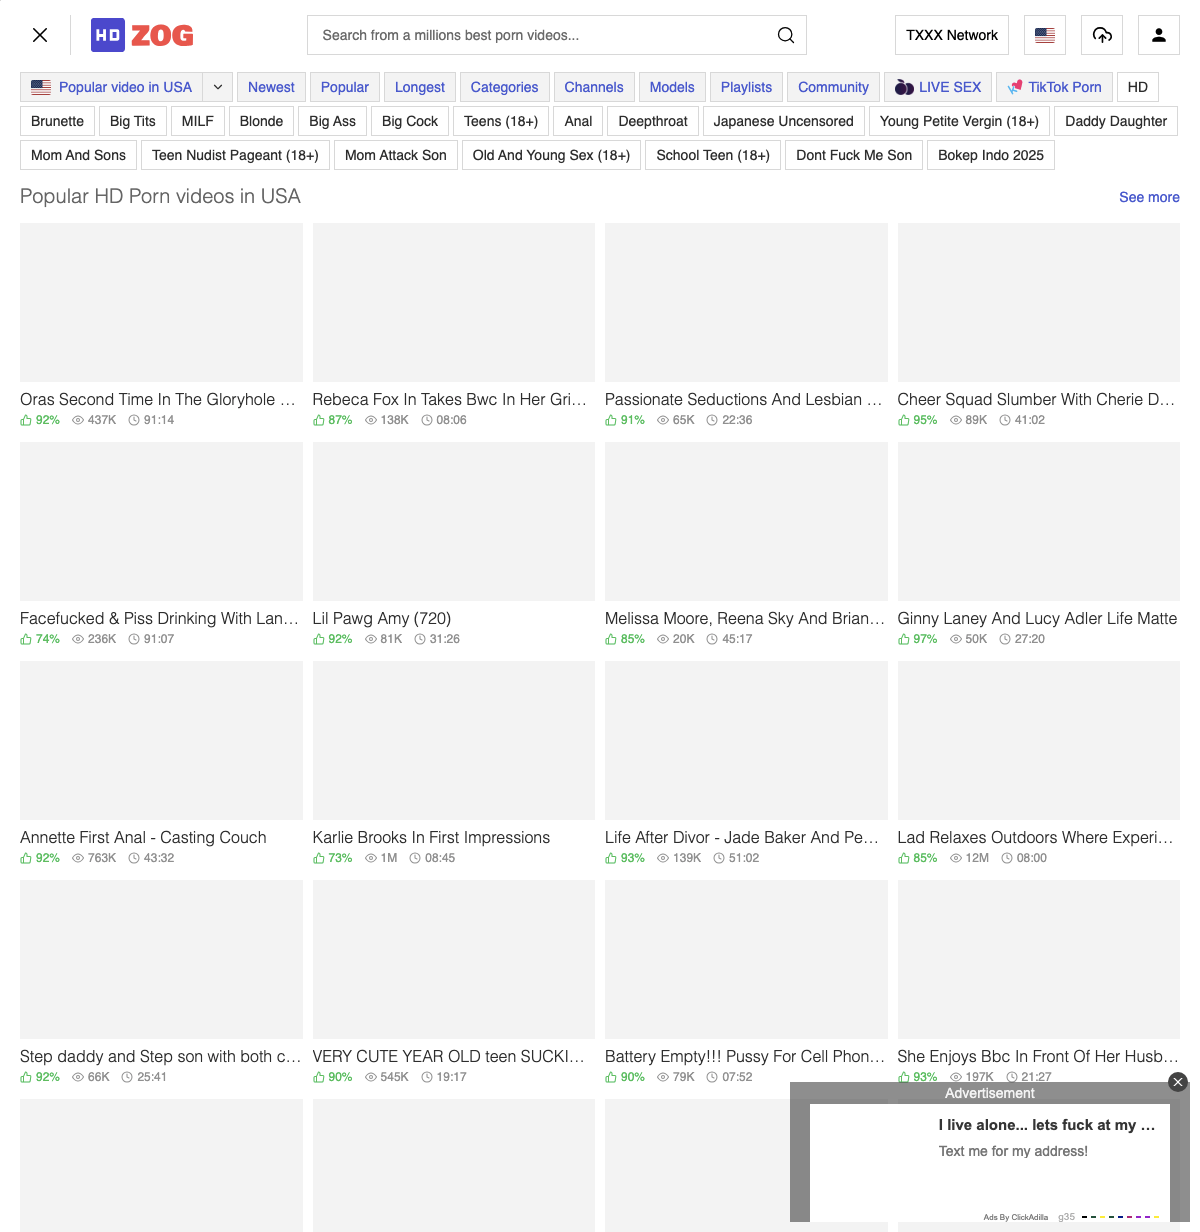 HD ZOG
Search from a millions best porn videos...
TXXX Network
Popular video in USA Newest Popular Longest Categories Channels Models Playlists Community LIVE SEX TikTok Porn HD
Brunette Big Tits MILF Blonde Big Ass Big Cock Teens (18+) Anal Deepthroat Japanese Uncensored Young Petite Vergin (18+) Daddy Daughter
Mom And Sons Teen Nudist Pageant (18+) Mom Attack Son Old And Young Sex (18+) School Teen (18+) Dont Fuck Me Son Bokep Indo 2025
Popular HD Porn videos in USA
See more
Oras Second Time In The Gloryhole ...
92% 437K 91:14
Rebeca Fox In Takes Bwc In Her Gri...
87% 138K 08:06
Passionate Seductions And Lesbian ...
91% 65K 22:36
Cheer Squad Slumber With Cherie D...
95% 89K 41:02
Facefucked & Piss Drinking With Lan...
74% 236K 91:07
Lil Pawg Amy (720)
92% 81K 31:26
Melissa Moore, Reena Sky And Brian...
85% 20K 45:17
Ginny Laney And Lucy Adler Life Matte
97% 50K 27:20
Annette First Anal - Casting Couch
92% 763K 43:32
Karlie Brooks In First Impressions
73% 1M 08:45
Life After Divor - Jade Baker And Pe...
93% 139K 51:02
Lad Relaxes Outdoors Where Experi...
85% 12M 08:00
Step daddy and Step son with both c...
92% 66K 25:41
VERY CUTE YEAR OLD teen SUCKI...
90% 545K 19:17
Battery Empty!!! Pussy For Cell Phon...
90% 79K 07:52
She Enjoys Bbc In Front Of Her Husb...
93% 197K 21:27
Advertisement
I live alone... lets fuck at my ...
Text me for my address!
Ads By ClickAdilla g35